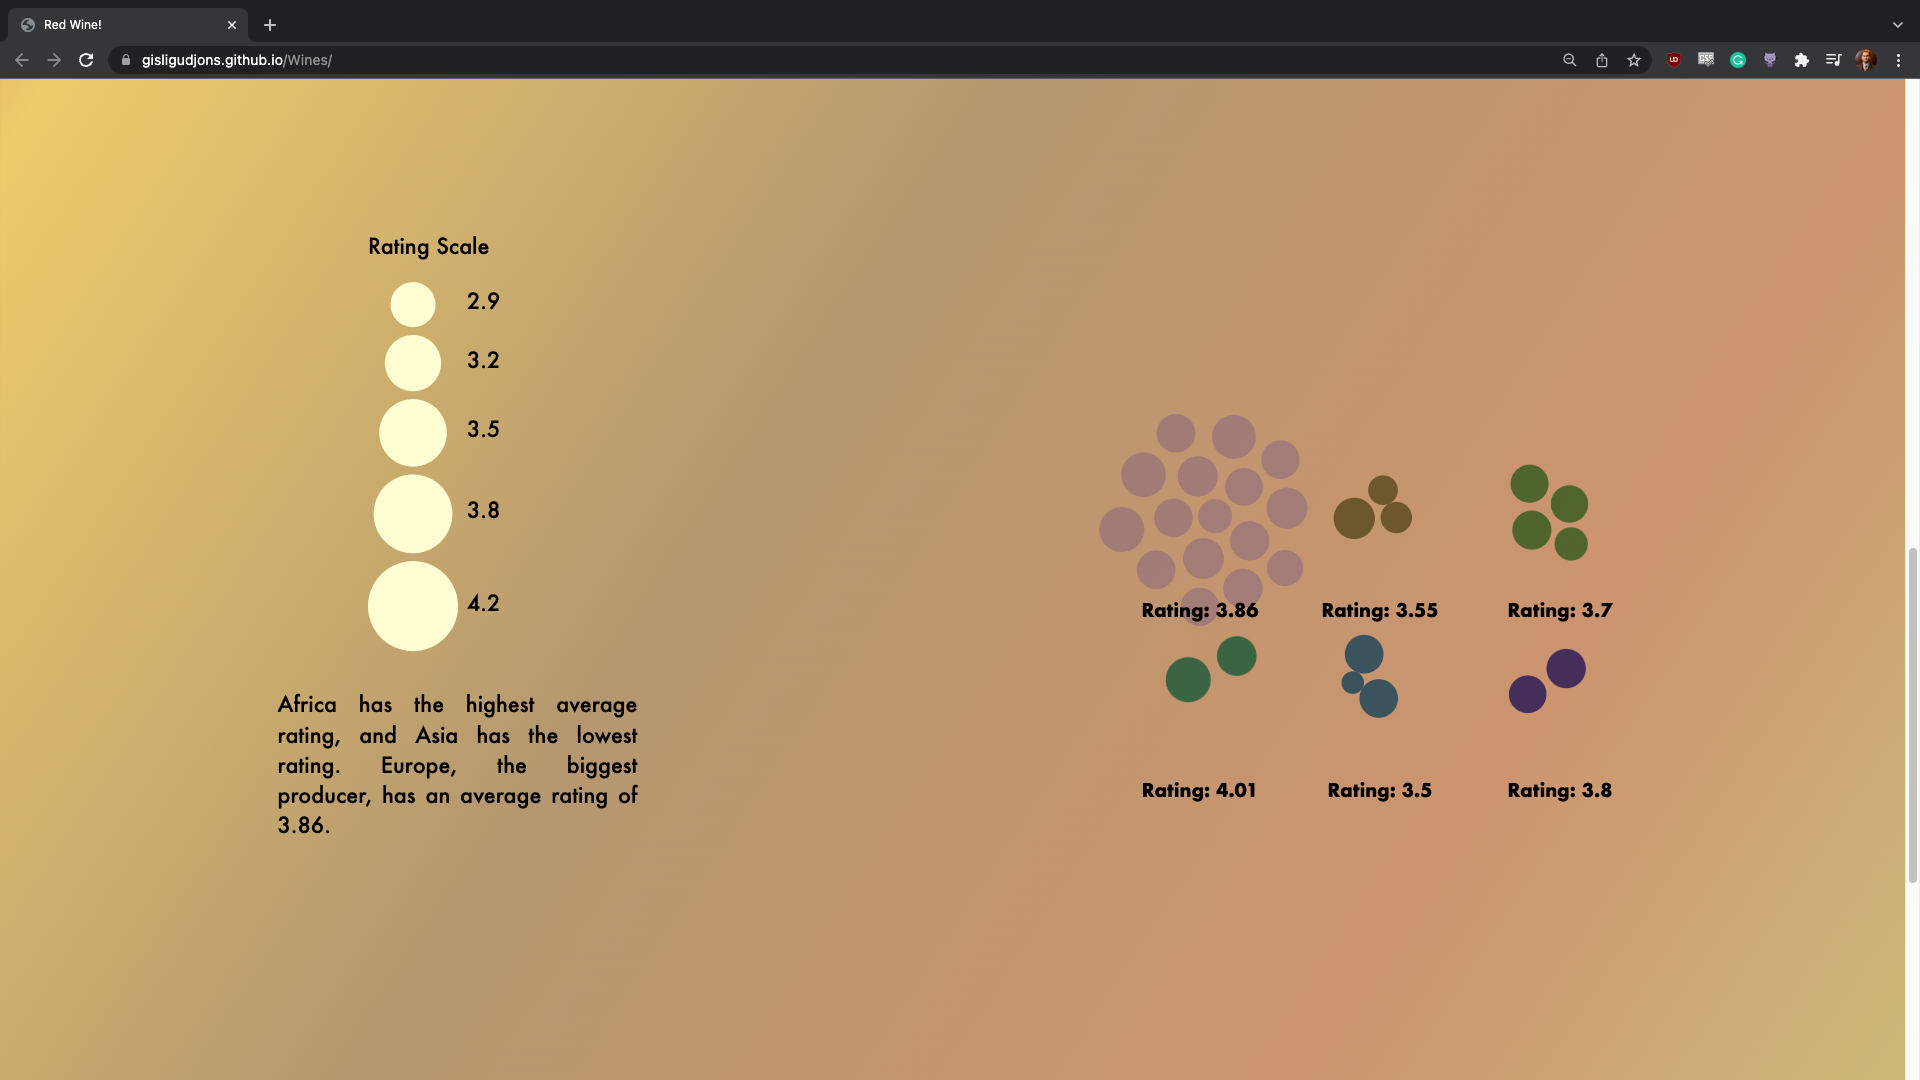 Red Wine!
gisligudjons.github.io/Wines/
Rating Scale
2.9
3.2
3.5
3.8
4.2
Africa has the highest average
rating, and Asia has the lowest
rating. Europe, the biggest
producer, has an average rating of
3.86.
Rating: 3.86
Rating: 3.55
Rating: 3.7
Rating: 4.01
Rating: 3.5
Rating: 3.8